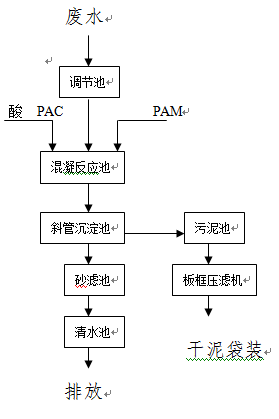 废水
调节池
酸 PAC PAM
混凝反应池
斜管沉淀池 污泥池
砂滤池 板框压滤机
清水池
干泥袋装
排放